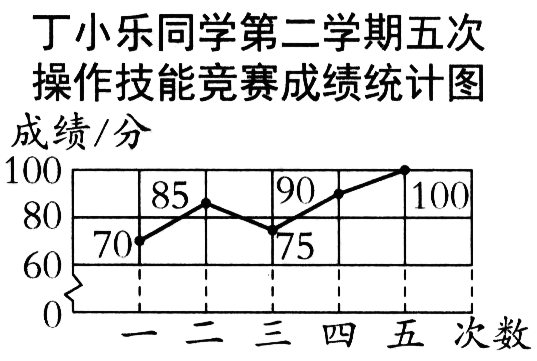 丁小乐同学第二学期五次
操作技能竞赛成绩统计图
成绩/分
100
85
90
100
80
70
75
60
0
一 二 三 四 五 次数